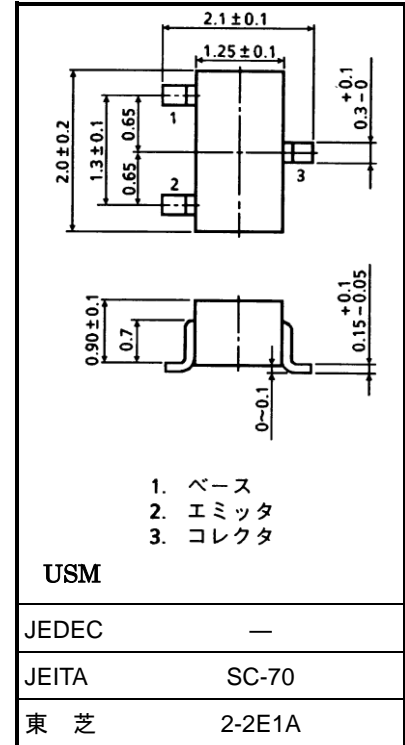 2.1±0.1
1.25±0.1
+0.1
0.3-0
2.0±0.2
1.3±0.1
0.65
0.65
1
2
3
0.90±0.1
0.7
0~0.1
+0.1
0.15-0.05
1. ベース
2. エミッタ
3. コレクタ
USM
JEDEC ―
JEITA SC-70
東 芝 2-2E1A